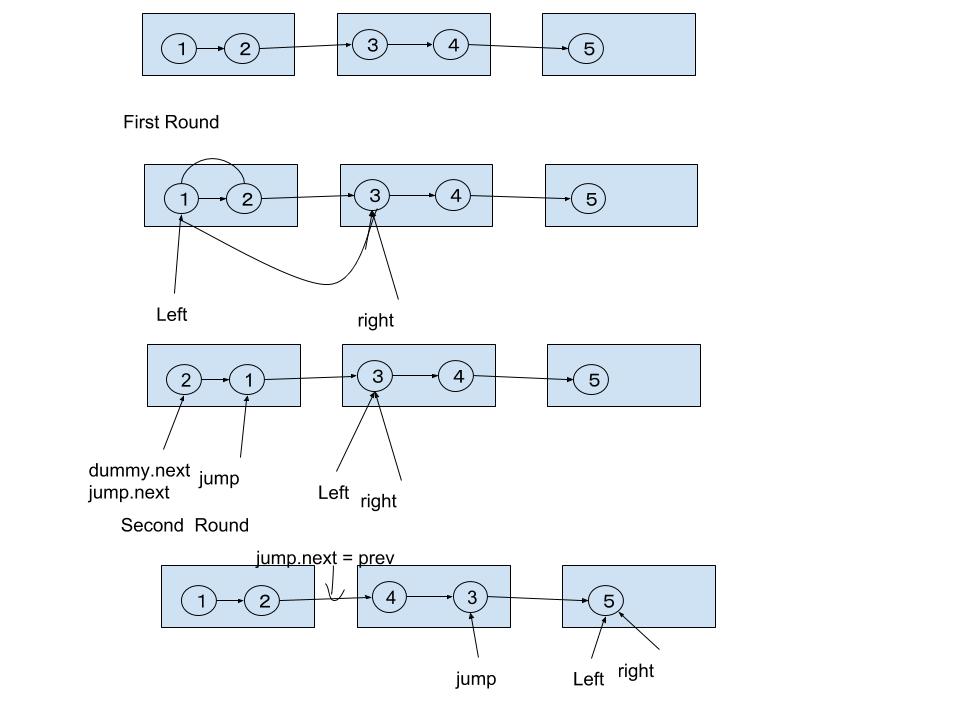 1 2 3 4 5
First Round
1 2 3 4 5
Left
right
2 1 3 4 5
dummy.next
jump.next
jump
Left
right
Second Round
jump.next = prev
1 2 4 3 5
jump
Left
right